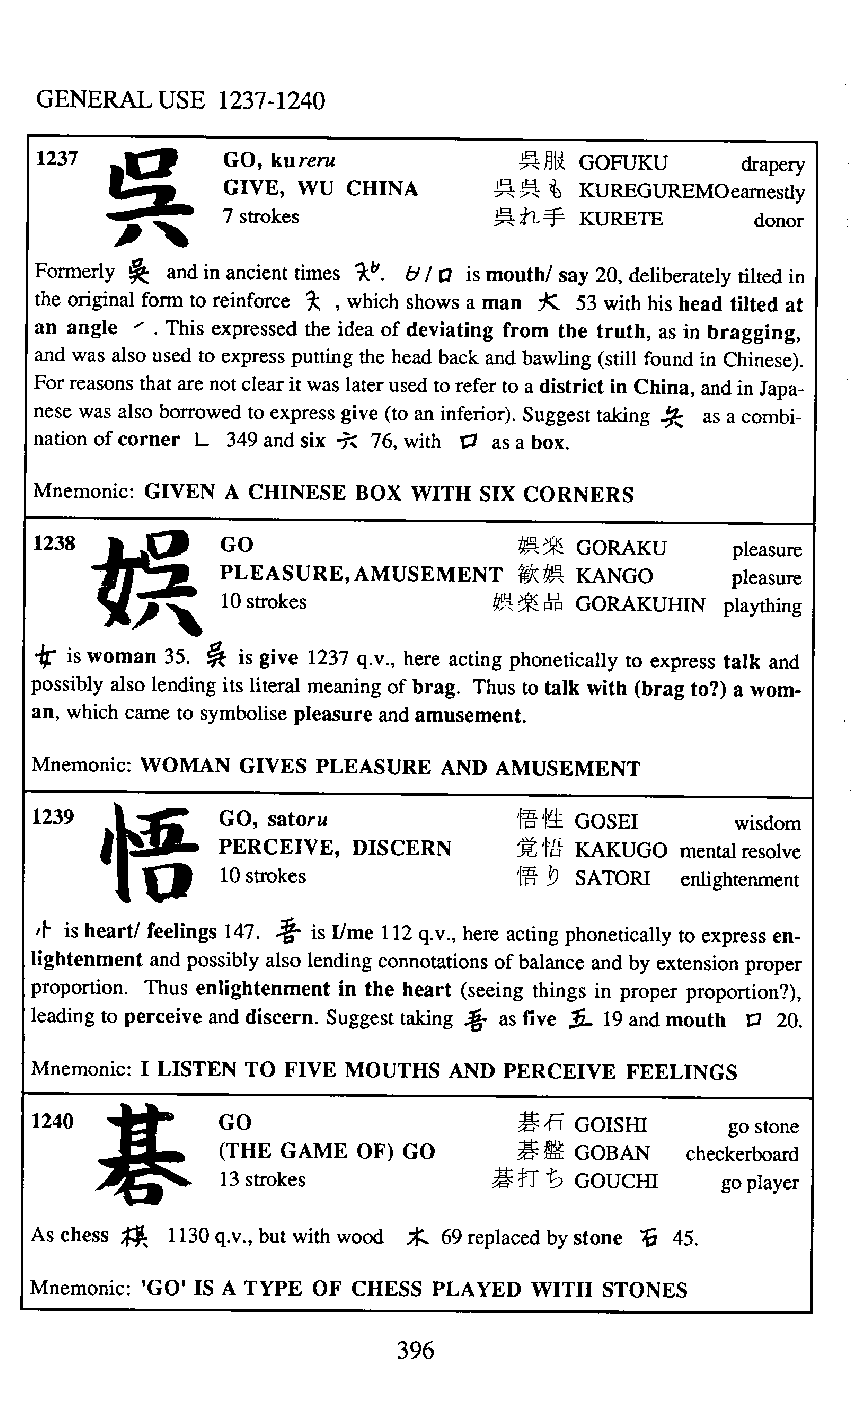 GENERAL USE 1237-1240
1237 呉 GO, kureru 呉服 GOFUKU drapery
GIVE, WU CHINA 呉呉も KUREGUREMO earnestly
7 strokes 呉れ手 KURETE donor
Formerly 吳 and in ancient times . / 口 is mouth/ say 20, deliberately tilted in
the original form to reinforce , which shows a man 大 53 with his head tilted at
an angle . This expressed the idea of deviating from the truth, as in bragging,
and was also used to express putting the head back and bawling (still found in Chinese).
For reasons that are not clear it was later used to refer to a district in China, and in Japa-
nese was also borrowed to express give (to an inferior). Suggest taking as a combi-
nation of corner ∟ 349 and six 六 76, with 口 as a box.
Mnemonic: GIVEN A CHINESE BOX WITH SIX CORNERS
1238 娯 GO 娯楽 GORAKU pleasure
PLEASURE, AMUSEMENT 歓娯 KANGO pleasure
10 strokes 娯楽品 GORAKUHIN plaything
女 is woman 35. 呉 is give 1237 q.v., here acting phonetically to express talk and
possibly also lending its literal meaning of brag. Thus to talk with (brag to?) a wom-
an, which came to symbolise pleasure and amusement.
Mnemonic: WOMAN GIVES PLEASURE AND AMUSEMENT
1239 悟 GO, satoru 悟性 GOSEI wisdom
PERCEIVE, DISCERN 覚悟 KAKUGO mental resolve
10 strokes 悟り SATORI enlightenment
忄 is heart/ feelings 147. 吾 is I/me 112 q.v., here acting phonetically to express en-
lightenment and possibly also lending connotations of balance and by extension proper
proportion. Thus enlightenment in the heart (seeing things in proper proportion?),
leading to perceive and discern. Suggest taking 吾 as five 五 19 and mouth 口 20.
Mnemonic: I LISTEN TO FIVE MOUTHS AND PERCEIVE FEELINGS
1240 碁 GO 碁石 GOISHI go stone
(THE GAME OF) GO 碁盤 GOBAN checkerboard
13 strokes 碁打ち GOUCHI go player
As chess 棋 1130 q.v., but with wood 木 69 replaced by stone 石 45.
Mnemonic: 'GO' IS A TYPE OF CHESS PLAYED WITH STONES
396